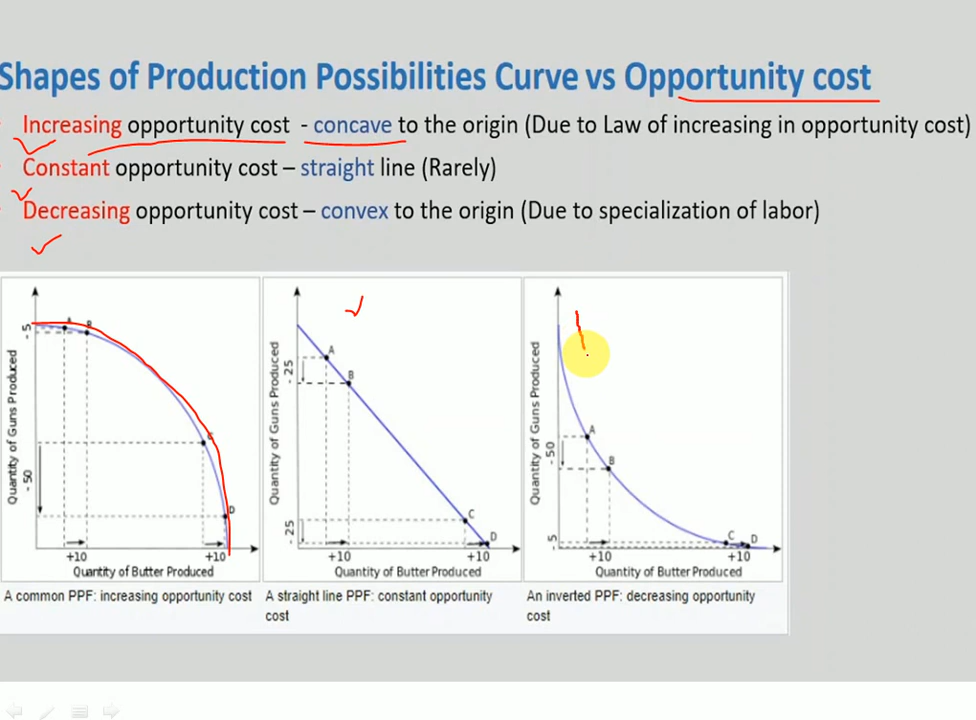 Shapes of Production Possibilities Curve vs Opportunity cost
Increasing opportunity cost - concave to the origin (Due to Law of increasing in opportunity cost)
Constant opportunity cost – straight line (Rarely)
Decreasing opportunity cost – convex to the origin (Due to specialization of labor)
Quantity of Guns Produced
- 5
- 50
A
B
C
D
+10
+10
Quantity of Butter Produced
A common PPF: increasing opportunity cost
Quantity of Guns Produced
- 25
- 25
A
B
C
D
+10
+10
Quantity of Butter Produced
A straight line PPF: constant opportunity
cost
Quantity of Guns Produced
- 50
- 5
A
B
C
D
+10
+10
Quantity of Butter Produced
An inverted PPF: decreasing opportunity
cost